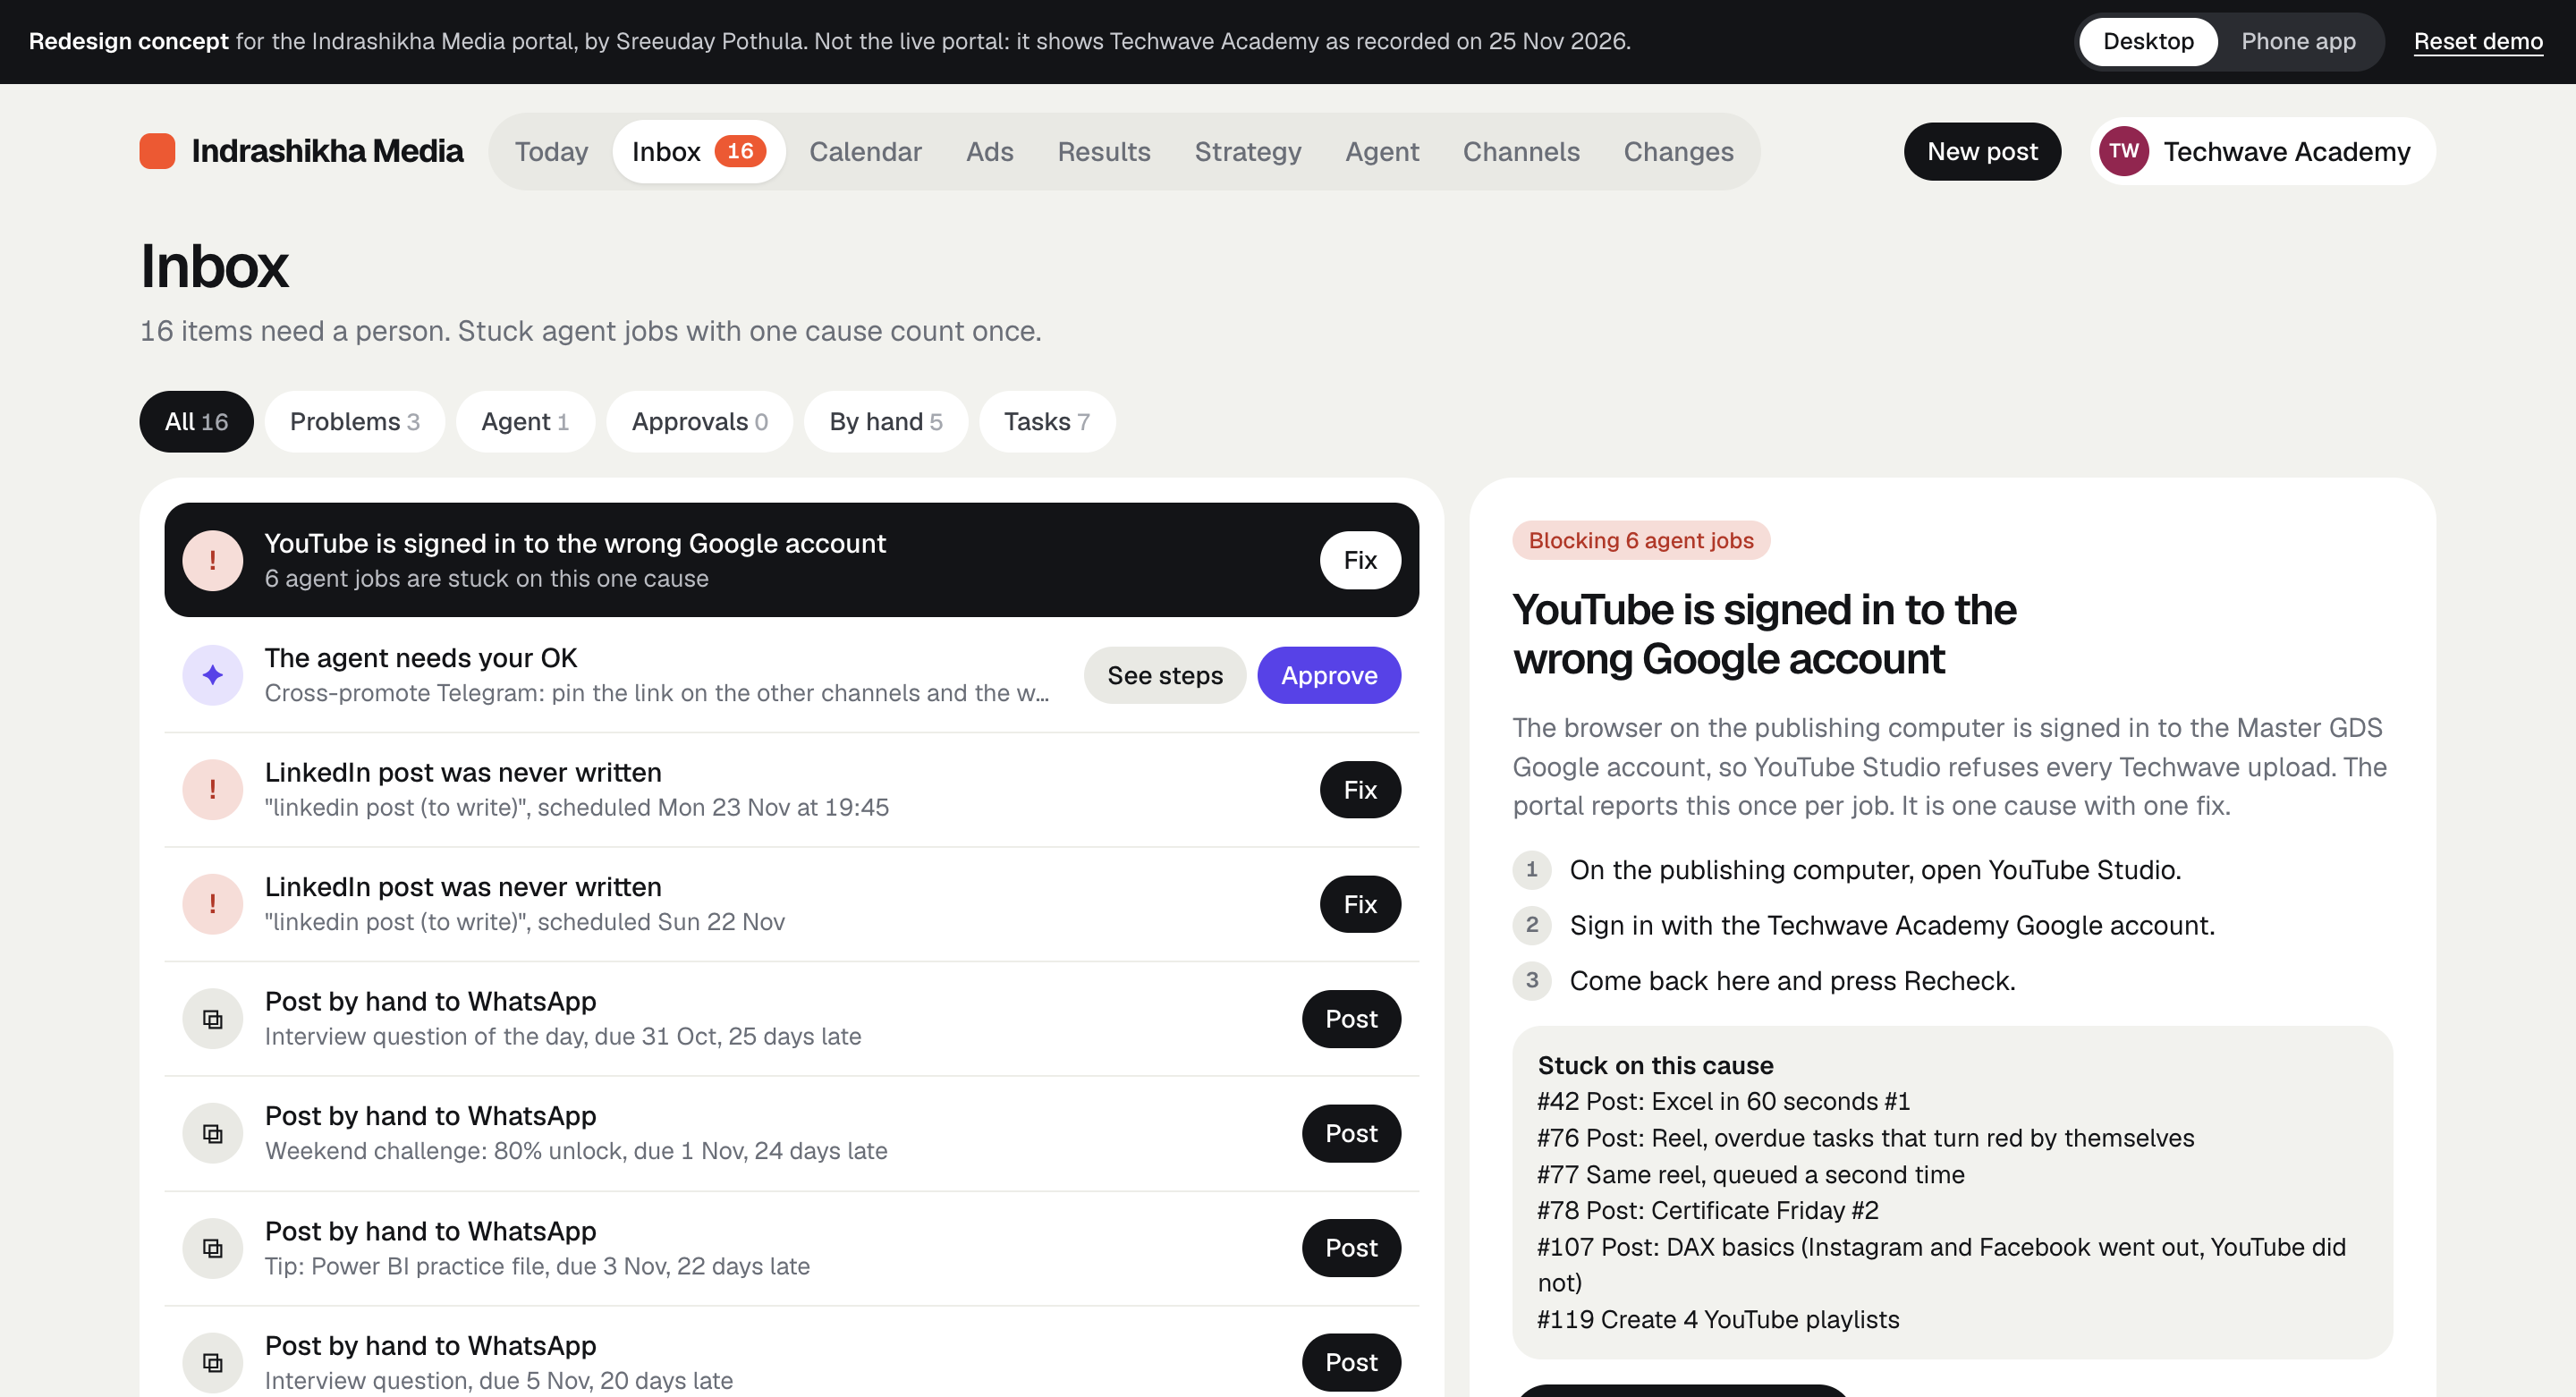 Redesign concept for the Indrashikha Media portal, by Sreeuday Pothula. Not the live portal: it shows Techwave Academy as recorded on 25 Nov 2026.
Desktop
Phone app
Reset demo
Indrashikha Media
Today
Inbox 16
Calendar
Ads
Results
Strategy
Agent
Channels
Changes
New post
TW Techwave Academy
Inbox
16 items need a person. Stuck agent jobs with one cause count once.
All 16
Problems 3
Agent 1
Approvals 0
By hand 5
Tasks 7
! YouTube is signed in to the wrong Google account
6 agent jobs are stuck on this one cause
Fix
The agent needs your OK
Cross-promote Telegram: pin the link on the other channels and the w...
See steps
Approve
! LinkedIn post was never written
"linkedin post (to write)", scheduled Mon 23 Nov at 19:45
Fix
! LinkedIn post was never written
"linkedin post (to write)", scheduled Sun 22 Nov
Fix
Post by hand to WhatsApp
Interview question of the day, due 31 Oct, 25 days late
Post
Post by hand to WhatsApp
Weekend challenge: 80% unlock, due 1 Nov, 24 days late
Post
Post by hand to WhatsApp
Tip: Power BI practice file, due 3 Nov, 22 days late
Post
Post by hand to WhatsApp
Interview question, due 5 Nov, 20 days late
Post
Blocking 6 agent jobs
YouTube is signed in to the
wrong Google account
The browser on the publishing computer is signed in to the Master GDS
Google account, so YouTube Studio refuses every Techwave upload. The
portal reports this once per job. It is one cause with one fix.
1 On the publishing computer, open YouTube Studio.
2 Sign in with the Techwave Academy Google account.
3 Come back here and press Recheck.
Stuck on this cause
#42 Post: Excel in 60 seconds #1
#76 Post: Reel, overdue tasks that turn red by themselves
#77 Same reel, queued a second time
#78 Post: Certificate Friday #2
#107 Post: DAX basics (Instagram and Facebook went out, YouTube did
not)
#119 Create 4 YouTube playlists